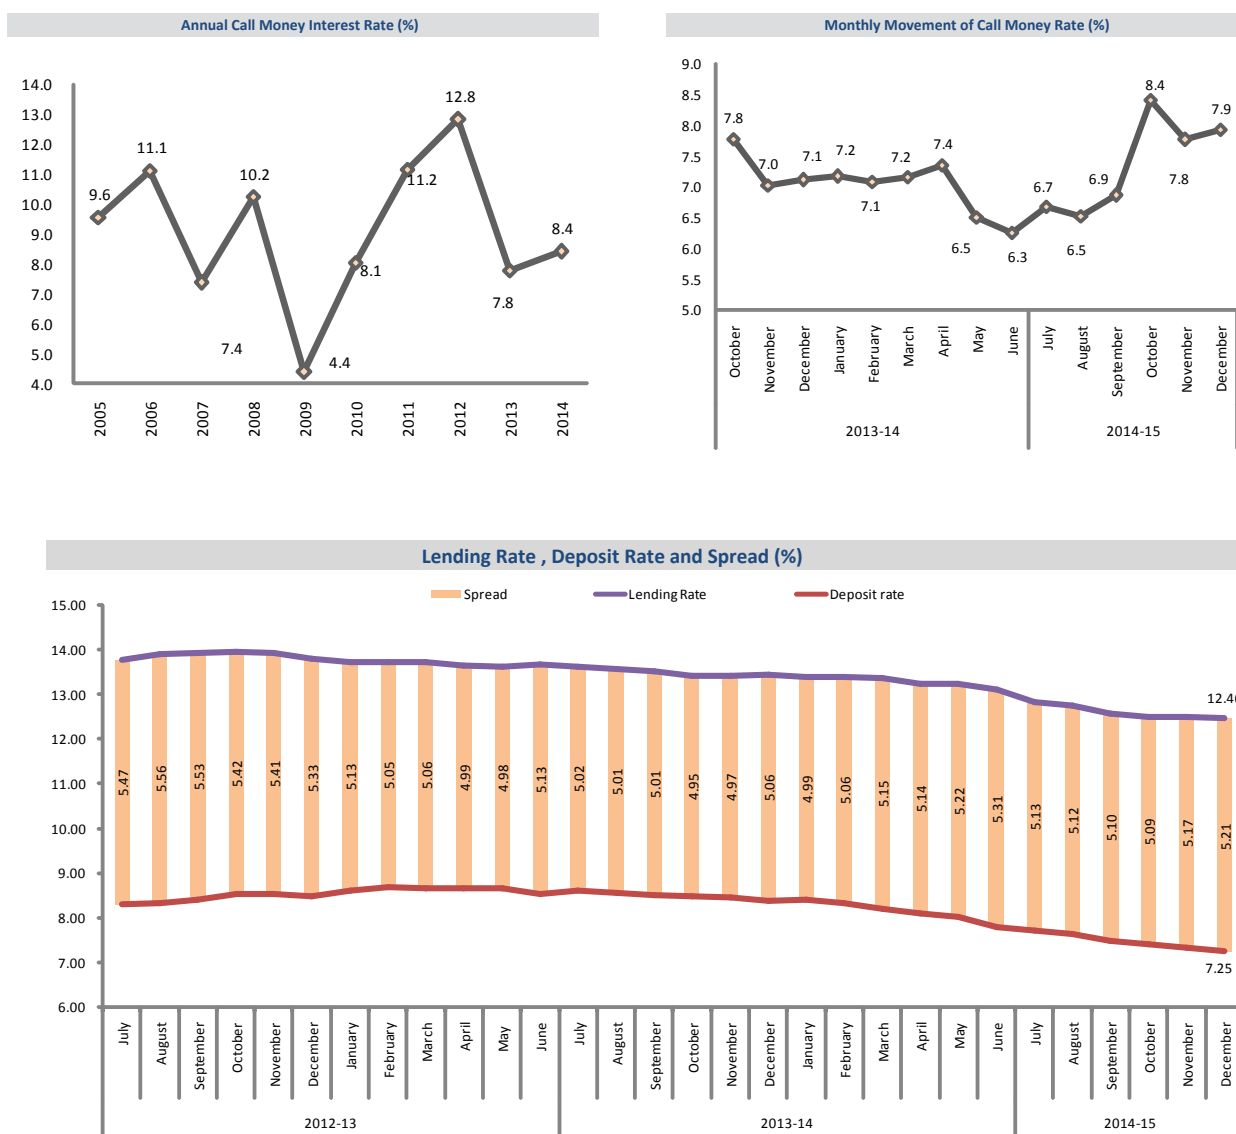 Annual Call Money Interest Rate (%)
14.0
13.0
12.0
11.0
10.0
9.0
8.0
7.0
6.0
5.0
4.0
9.6
11.1
7.4
10.2
4.4
8.1
11.2
12.8
7.8
8.4
2005
2006
2007
2008
2009
2010
2011
2012
2013
2014
Monthly Movement of Call Money Rate (%)
9.0
8.5
8.0
7.5
7.0
6.5
6.0
5.5
5.0
7.8
7.0
7.1
7.2
7.1
7.2
7.4
6.5
6.3
6.7
6.5
6.9
8.4
7.8
7.9
October
November
December
January
February
March
April
May
June
July
August
September
October
November
December
2013-14
2014-15
Lending Rate , Deposit Rate and Spread (%)
Spread
Lending Rate
Deposit rate
15.00
14.00
13.00
12.00
11.00
10.00
9.00
8.00
7.00
6.00
5.47
5.56
5.53
5.42
5.41
5.33
5.13
5.05
5.06
4.99
4.98
5.13
5.02
5.01
5.01
4.95
4.97
5.06
4.99
5.06
5.15
5.14
5.22
5.31
5.13
5.12
5.10
5.09
5.17
5.21
12.46
7.25
July
August
September
October
November
December
January
February
March
April
May
June
July
August
September
October
November
December
January
February
March
April
May
June
July
August
September
October
November
December
2012-13
2013-14
2014-15